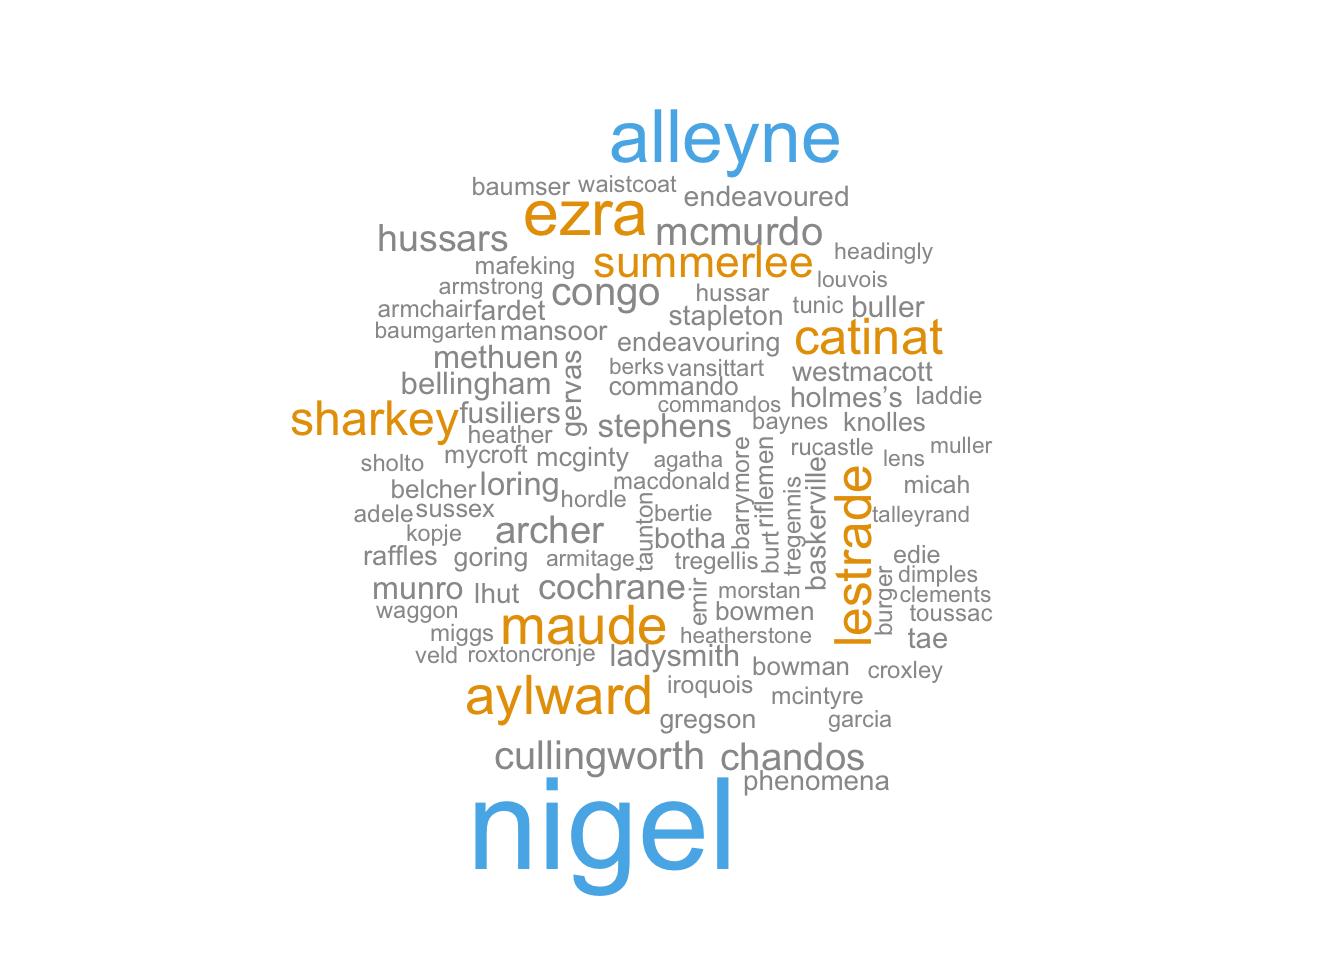 alleyne
baumser waistcoat endeavoured
ezra mcmurdo
hussars summerlee headingly
mafeking louvois
armstrong congo hussar tunic buller
armchair fardet stapleton
baumgarten mansoor endeavouring catinat
methuen gervas berks vansittart westmacott
bellingham commando holmes’s laddie
sharkey fusiliers commandos baynes knolles
heather stephens rucastle muller
sholto mycroft mcginty agatha lens
belcher loring macdonald barrymore riflemen baskerville lestrade micah
adele sussex hordle taunton bertie tregennis talleyrand
kopje archer botha burt
raffles goring armitage tregellis edie
munro lhut cochrane emir morstan burger dimples
waggon bowmen clements
miggs maude heatherstone toussac
veld roxton cronje ladysmith tae
aylward iroquois bowman croxley
gregson mcintyre
garcia
cullingworth chandos
phenomena
nigel